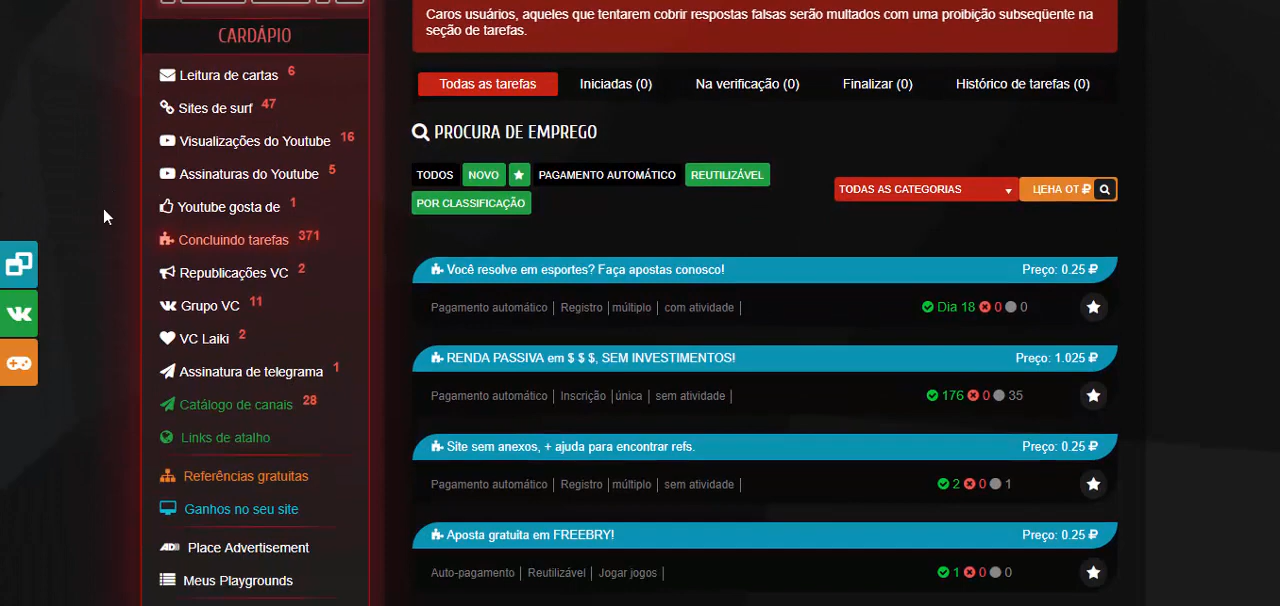 Caros usuários, aqueles que tentarem cobrir respostas falsas serão multados com uma proibição subseqüente na
seção de tarefas.
CARDÁPIO
Leitura de cartas 6
Sites de surf 47
Visualizações do Youtube 16
Assinaturas do Youtube 5
Youtube gosta de 1
Concluindo tarefas 371
Republicações VC 2
Grupo VC 11
VC Laiki 2
Assinatura de telegrama 1
Catálogo de canais 28
Links de atalho
Referências gratuitas
Ganhos no seu site
Place Advertisement
Meus Playgrounds
Todas as tarefas Iniciadas (0) Na verificação (0) Finalizar (0) Histórico de tarefas (0)
PROCURA DE EMPREGO
TODOS NOVO PAGAMENTO AUTOMÁTICO REUTILIZÁVEL
POR CLASSIFICAÇÃO
TODAS AS CATEGORIAS ЦЕНА ОТ ₽
Você resolve em esportes? Faça apostas conosco! Preço: 0.25 ₽
Pagamento automático | Registro | múltiplo | com atividade | Dia 18 0 0
RENDA PASSIVA em $ $ $, SEM INVESTIMENTOS! Preço: 1.025 ₽
Pagamento automático | Inscrição | única | sem atividade | 176 0 35
Site sem anexos, + ajuda para encontrar refs. Preço: 0.25 ₽
Pagamento automático | Registro | múltiplo | sem atividade | 2 0 1
Aposta gratuita em FREEBRY! Preço: 0.25 ₽
Auto-pagamento | Reutilizável | Jogar jogos | 1 0 0